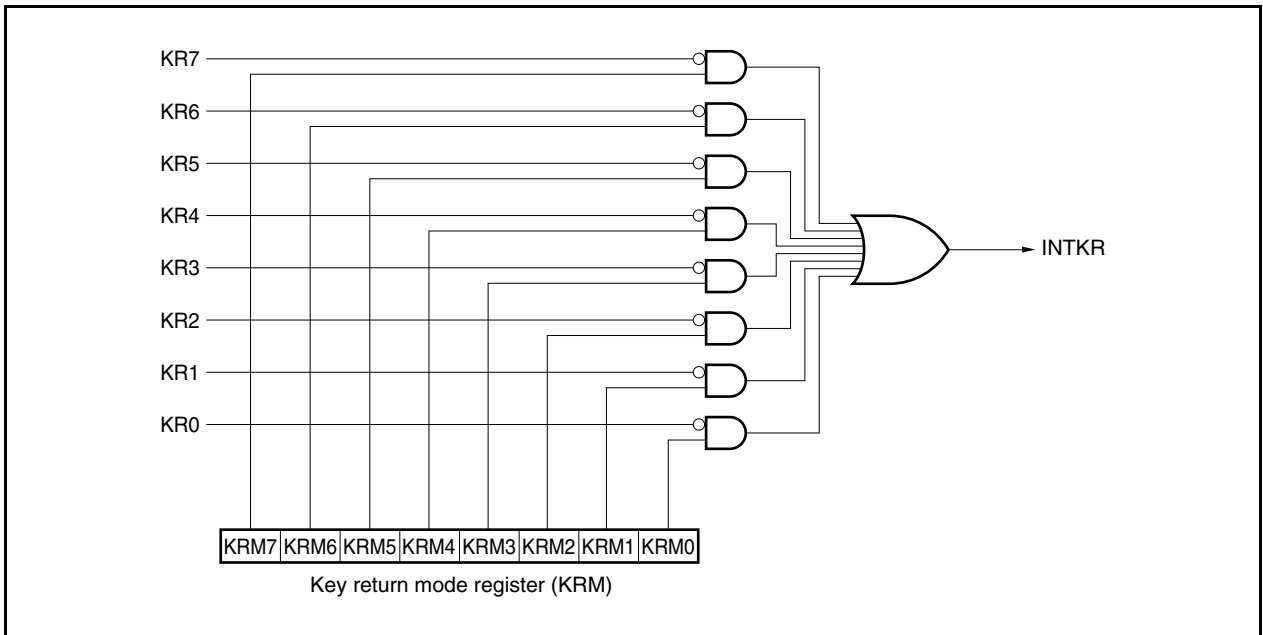 KR7
KR6
KR5
KR4
KR3
KR2
KR1
KR0
INTKR
KRM7 KRM6 KRM5 KRM4 KRM3 KRM2 KRM1 KRM0
Key return mode register (KRM)